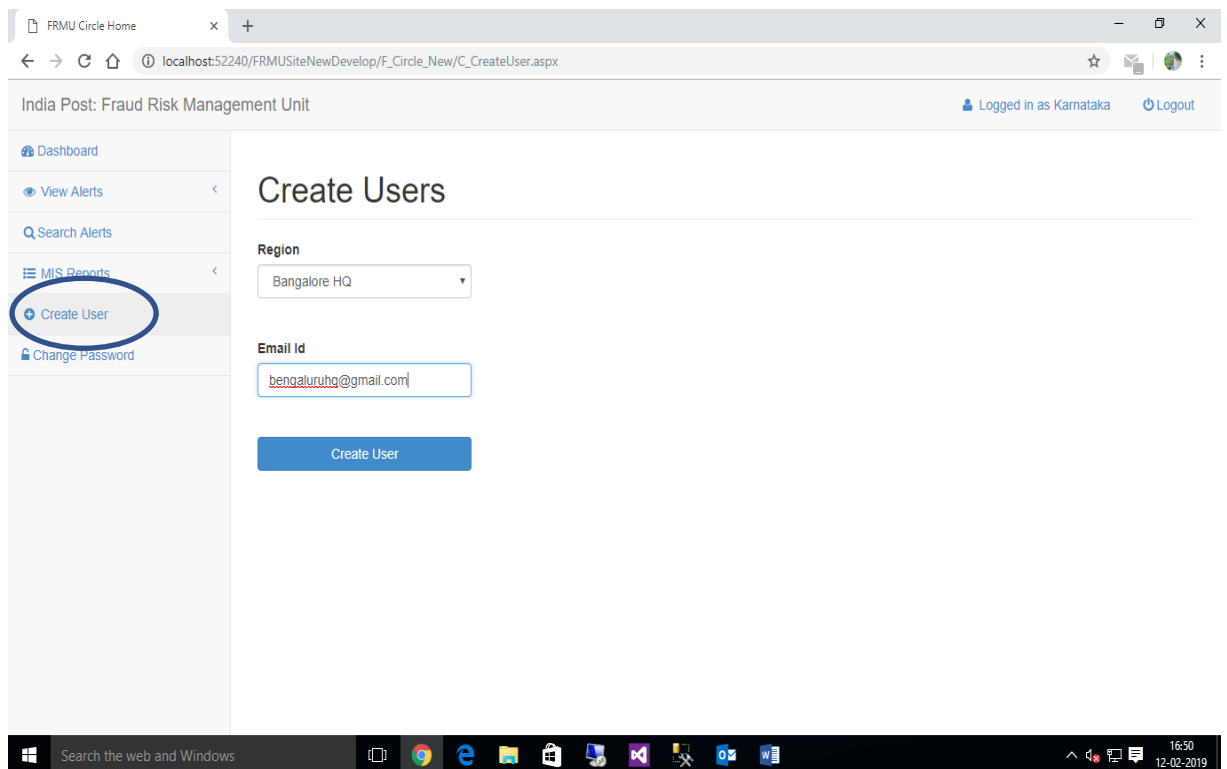 FRMU Circle Home
localhost:52240/FRMUSiteNewDevelop/F_Circle_New/C_CreateUser.aspx
India Post: Fraud Risk Management Unit
Logged in as Karnataka
Logout
Dashboard
View Alerts
Search Alerts
MIS Reports
Create User
Change Password
Create Users
Region
Bangalore HQ
Email Id
bengaluruhq@gmail.com
Create User
Search the web and Windows
16:50
12-02-2019